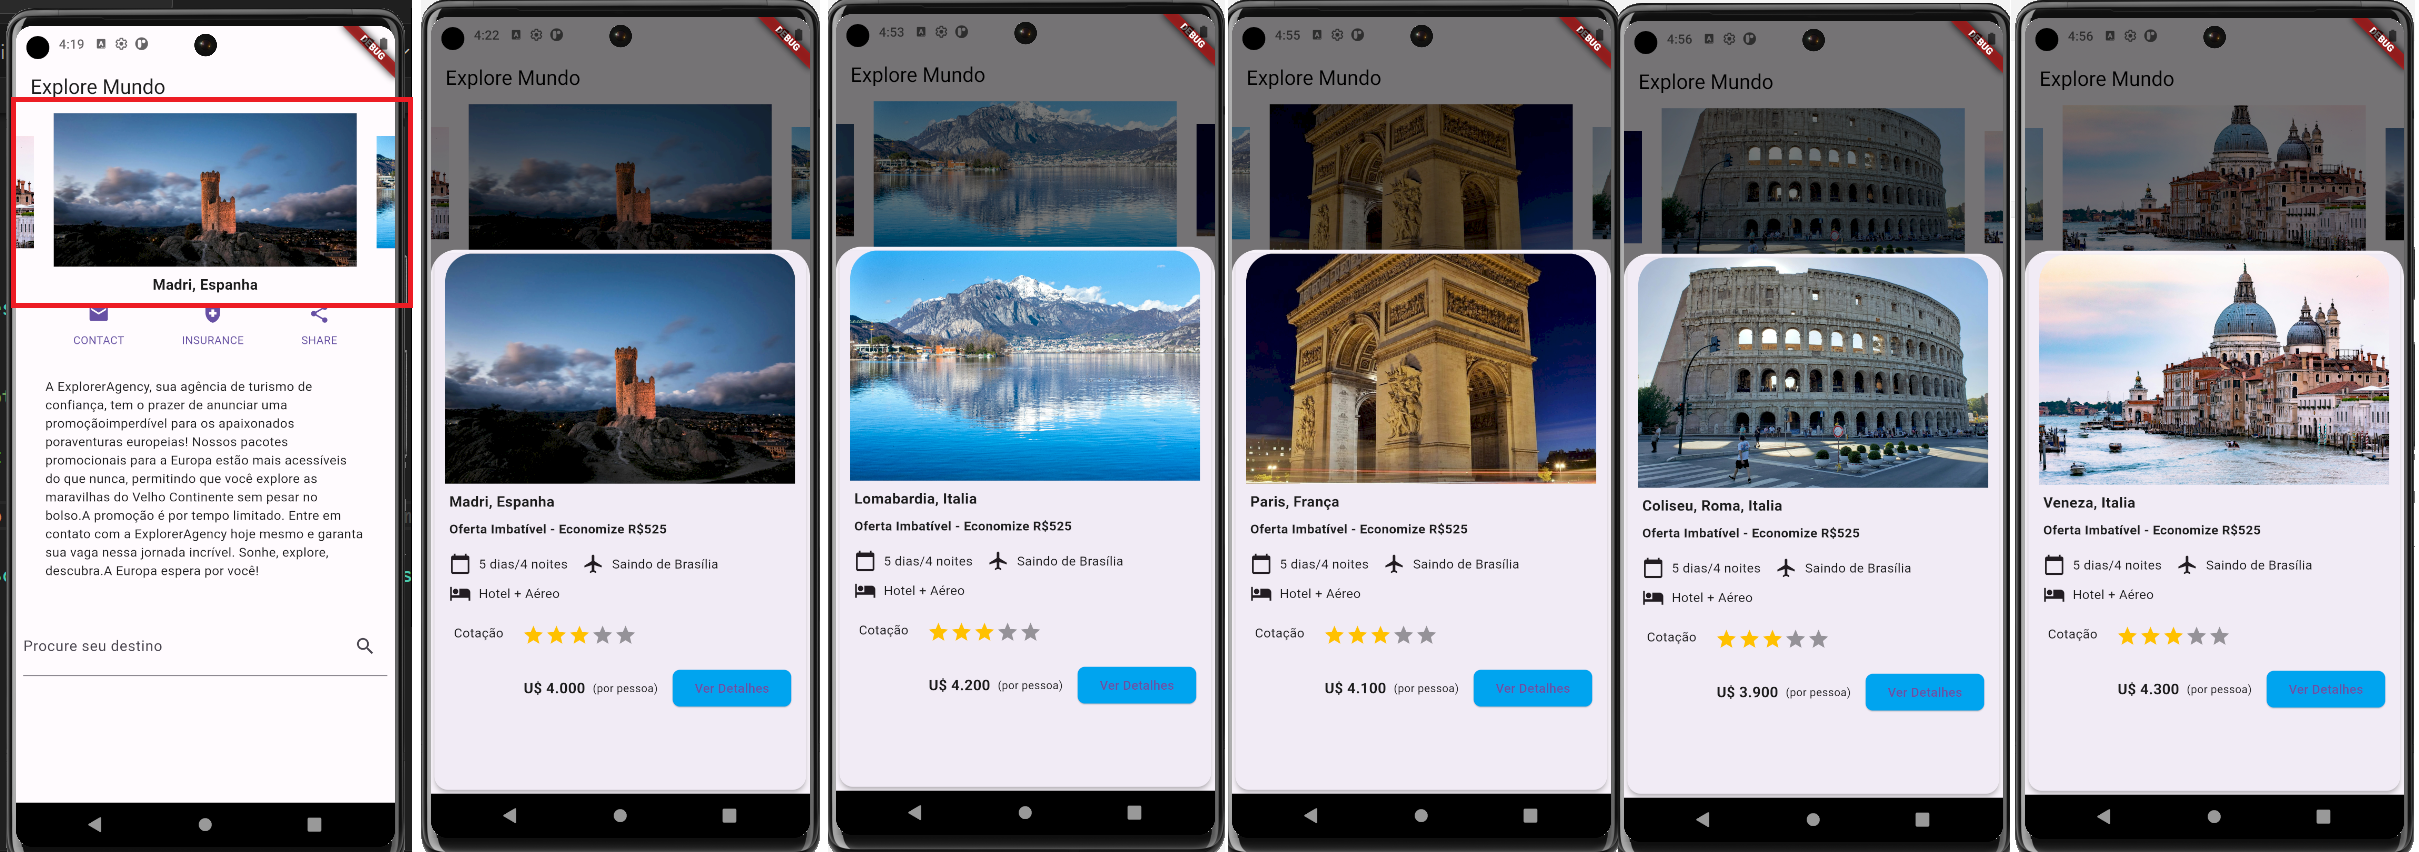 4:19
DEBUG
Explore Mundo
Madri, Espanha
CONTACT INSURANCE SHARE
A ExplorerAgency, sua agência de turismo de
confiança, tem o prazer de anunciar uma
promoçãoimperdível para os apaixonados
poraventuras europeias! Nossos pacotes
promocionais para a Europa estão mais acessíveis
do que nunca, permitindo que você explore as
maravilhas do Velho Continente sem pesar no
bolso.A promoção é por tempo limitado. Entre em
contato com a ExplorerAgency hoje mesmo e garanta
sua vaga nessa jornada incrível. Sonhe, explore,
descubra.A Europa espera por você!
Procure seu destino
4:22
DEBUG
Explore Mundo
Madri, Espanha
Oferta Imbatível - Economize R$525
5 dias/4 noites Saindo de Brasília
Hotel + Aéreo
Cotação
U$ 4.000 (por pessoa) Ver Detalhes
4:53
DEBUG
Explore Mundo
Lomabardia, Italia
Oferta Imbatível - Economize R$525
5 dias/4 noites Saindo de Brasília
Hotel + Aéreo
Cotação
U$ 4.200 (por pessoa) Ver Detalhes
4:55
DEBUG
Explore Mundo
Paris, França
Oferta Imbatível - Economize R$525
5 dias/4 noites Saindo de Brasília
Hotel + Aéreo
Cotação
U$ 4.100 (por pessoa) Ver Detalhes
4:56
DEBUG
Explore Mundo
Coliseu, Roma, Italia
Oferta Imbatível - Economize R$525
5 dias/4 noites Saindo de Brasília
Hotel + Aéreo
Cotação
U$ 3.900 (por pessoa) Ver Detalhes
4:56
DEBUG
Explore Mundo
Veneza, Italia
Oferta Imbatível - Economize R$525
5 dias/4 noites Saindo de Brasília
Hotel + Aéreo
Cotação
U$ 4.300 (por pessoa) Ver Detalhes